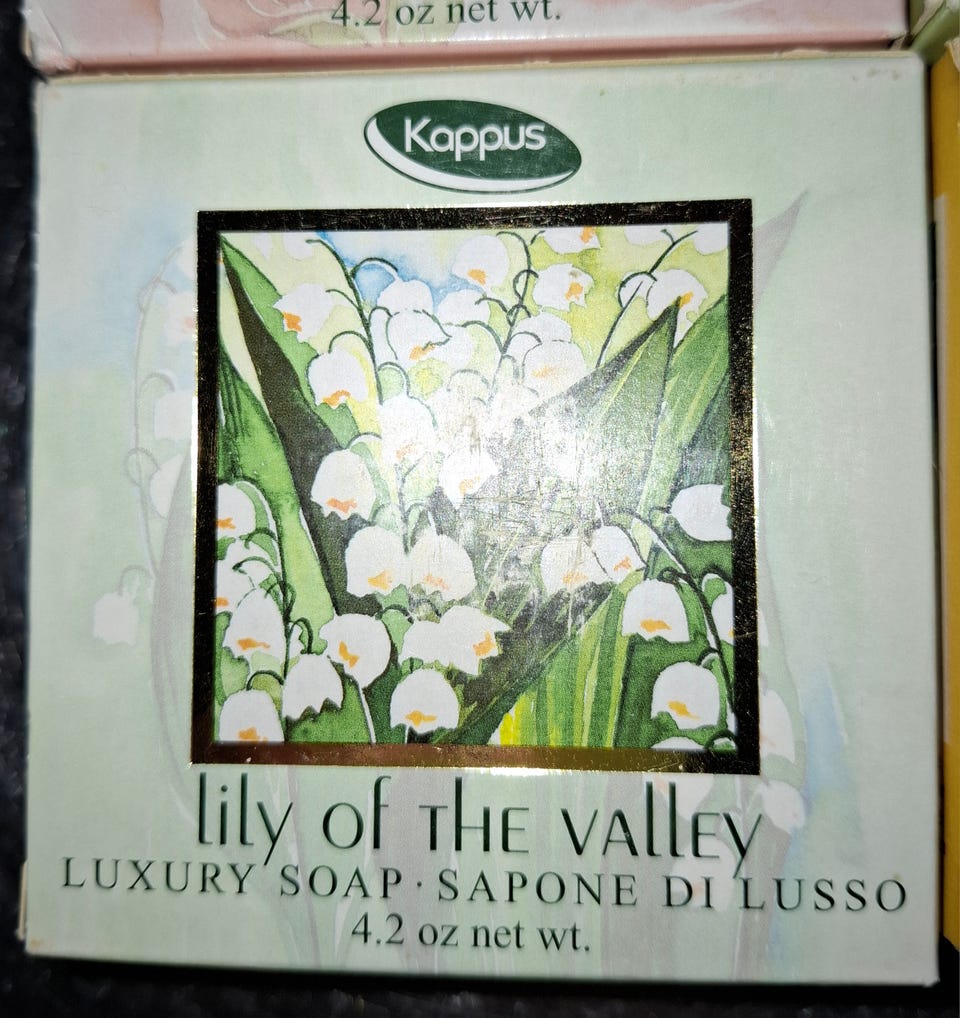 4.2 oz net wt.
Kappus
lily of THE VALLEY
LUXURY SOAP · SAPONE DI LUSSO
4.2 oz net wt.